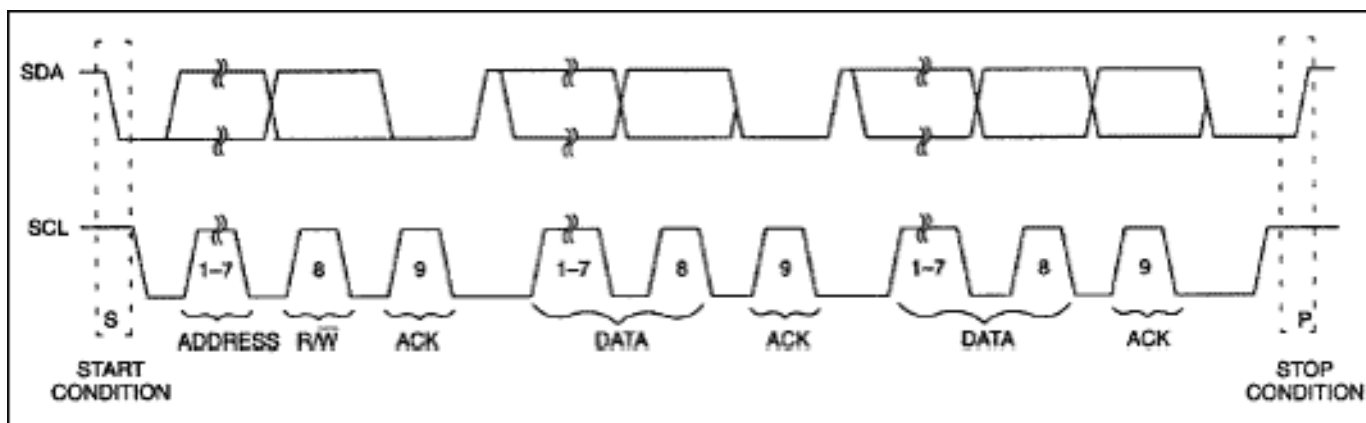 SDA
SCL
1–7 8 9 1–7 8 9 1–7 8 9
S P
ADDRESS R/W̅ ACK DATA ACK DATA ACK
START CONDITION
STOP CONDITION